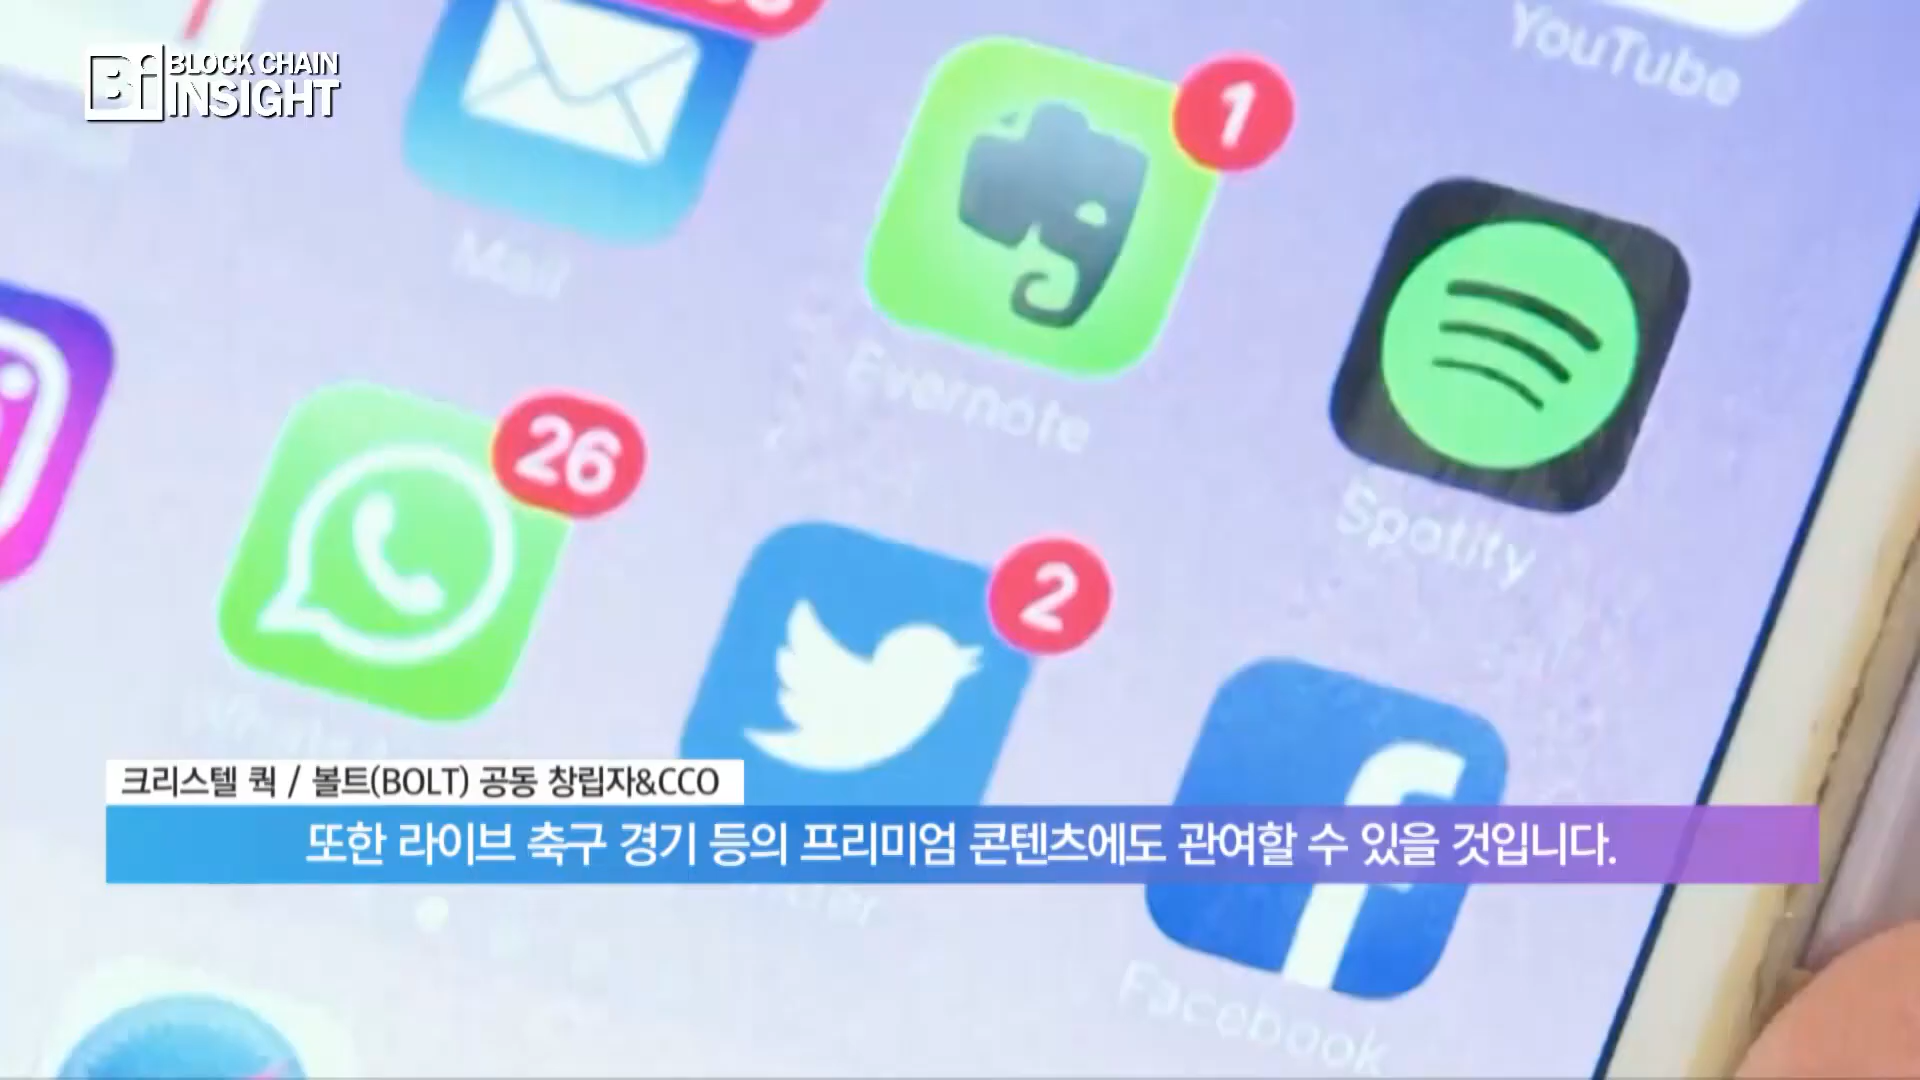 YouTube
Bi BLOCK CHAIN
INSIGHT
1
Mail
Evernote
26
Spotify
2
크리스텔 퀵 / 볼트(BOLT) 공동 창립자&CCO
또한 라이브 축구 경기 등의 프리미엄 콘텐츠에도 관여할 수 있을 것입니다.
Facebook